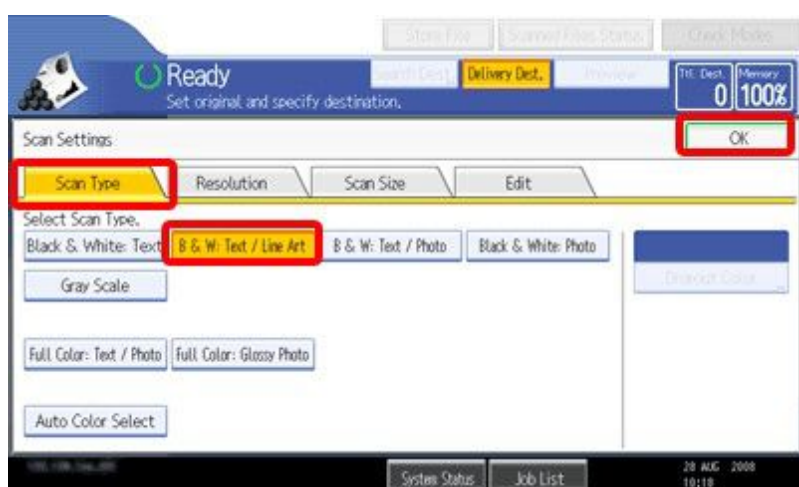 Store File Scanned Files Status Check Modes
Ready
Search Dest. Delivery Dest. Preview
Ttl. Dest. Memory
Set original and specify destination.
0 100%
Scan Settings OK
Scan Type Resolution Scan Size Edit
Select Scan Type.
Black & White: Text B & W: Text / Line Art B & W: Text / Photo Black & White: Photo
Gray Scale Dropout Color
Full Color: Text / Photo Full Color: Glossy Photo
Auto Color Select
System Status Job List 28 AUG 2008
10:18